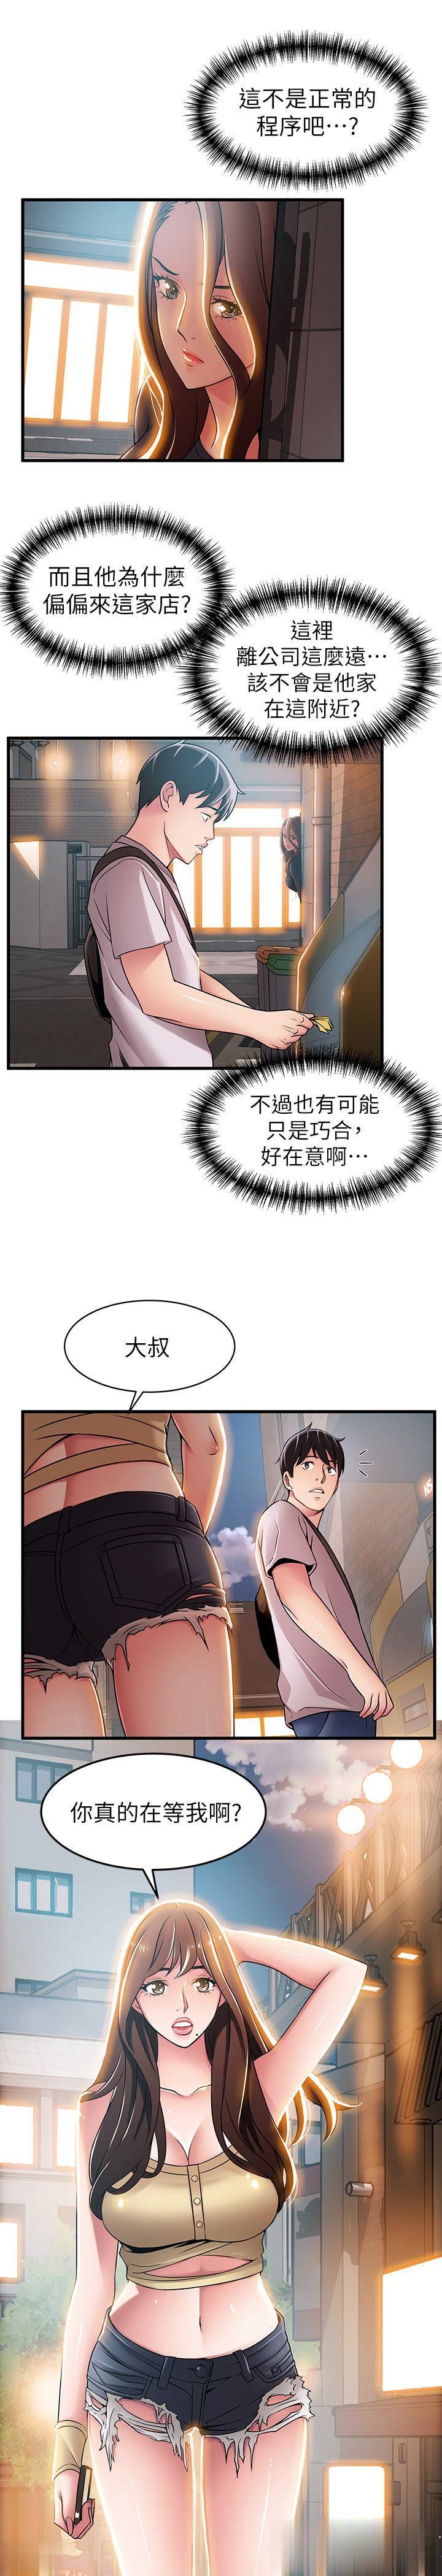 這不是正常的
程序吧…?
而且他為什麼
偏偏來這家店?
這裡
離公司這麼遠…
該不會是他家
在這附近?
不過也有可能
只是巧合,
好在意啊…
大叔
你真的在等我啊?